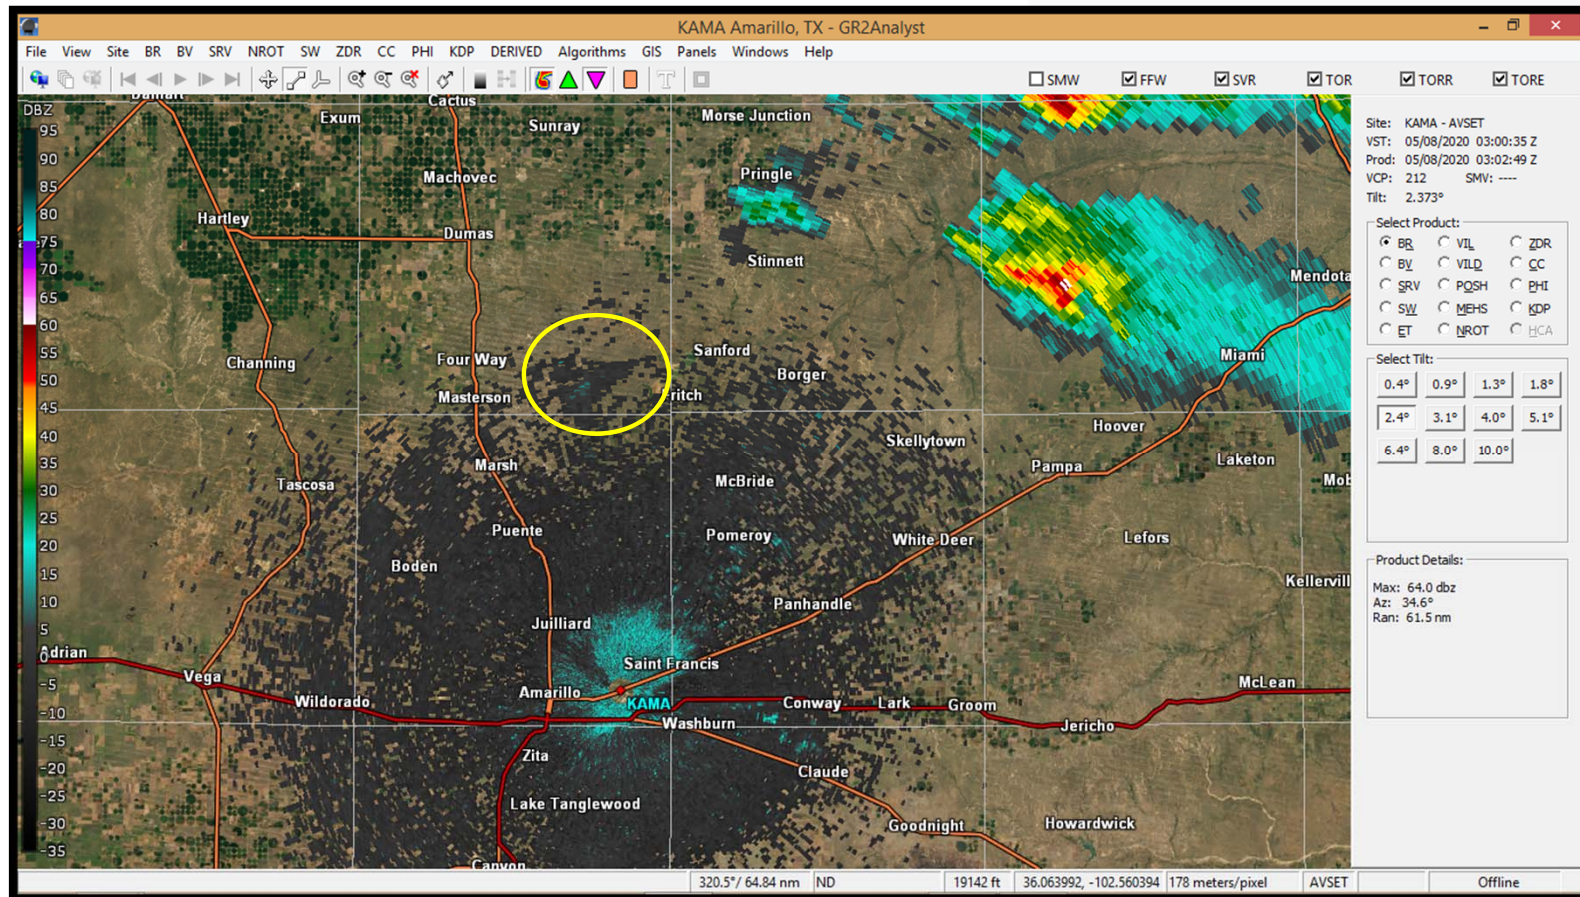 KAMA Amarillo, TX - GR2Analyst
File View Site BR BV SRV NROT SW ZDR CC PHI KDP DERIVED Algorithms GIS Panels Windows Help
SMW FFW SVR TOR TORR TORE
DBZ
95
90
85
80
75
70
65
60
55
50
45
40
35
30
25
20
15
10
5
0
-5
-10
-15
-20
-25
-30
-35
Cactus
Exum
Sunray
Morse Junction
Machovec
Pringle
Hartley
Dumas
Stinnett
Mendota
Channing
Four Way
Sanford
Miami
Masterson
Borger
Fritch
Hoover
Skellytown
Marsh
Pampa
Laketon
Tascosa
McBride
Mob
Puente
Pomeroy
White Deer
Lefors
Boden
Kellervill
Panhandle
Juilliard
Adrian
Saint Francis
Vega
Amarillo
McLean
Wildorado
KAMA
Conway
Lark
Groom
Washburn
Jericho
Zita
Claude
Lake Tanglewood
Goodnight
Howardwick
Canyon
Site: KAMA - AVSET
VST: 05/08/2020 03:00:35 Z
Prod: 05/08/2020 03:02:49 Z
VCP: 212 SMV: ----
Tilt: 2.373°
Select Product:
BR VIL ZDR
BV VILD CC
SRV POSH PHI
SW MEHS KDP
ET NROT HCA
Select Tilt:
0.4° 0.9° 1.3° 1.8°
2.4° 3.1° 4.0° 5.1°
6.4° 8.0° 10.0°
Product Details:
Max: 64.0 dbz
Az: 34.6°
Ran: 61.5 nm
320.5°/ 64.84 nm ND 19142 ft 36.063992, -102.560394 178 meters/pixel AVSET Offline